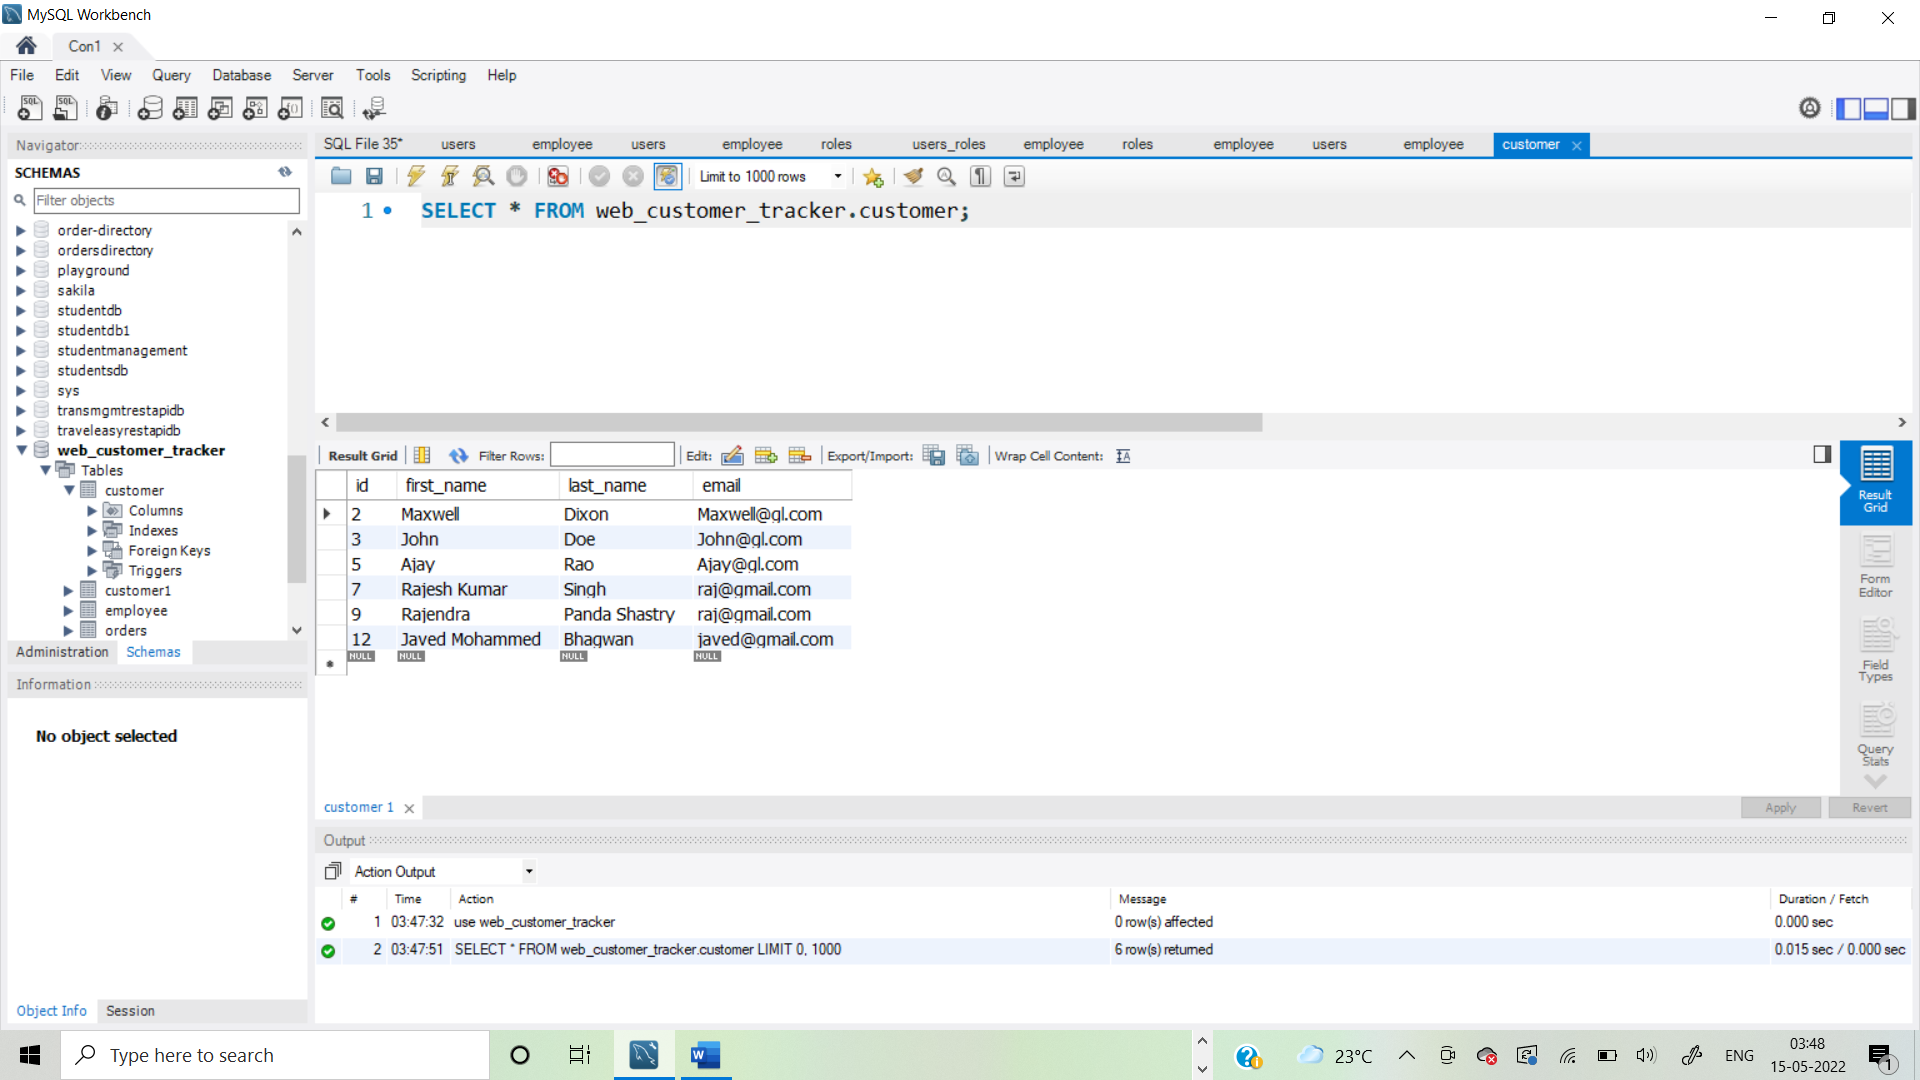 MySQL Workbench
Con1
File Edit View Query Database Server Tools Scripting Help
Navigator
SCHEMAS
Filter objects
order-directory
ordersdirectory
playground
sakila
studentdb
studentdb1
studentmanagement
studentsdb
sys
transmgmtrestapidb
traveleasyrestapidb
web_customer_tracker
Tables
customer
Columns
Indexes
Foreign Keys
Triggers
customer1
employee
orders
Administration Schemas
Information
No object selected
Object Info Session
SQL File 35* users employee users employee roles users_roles employee roles employee users employee customer
Limit to 1000 rows
1 SELECT * FROM web_customer_tracker.customer;
Result Grid Filter Rows: Edit: Export/Import: Wrap Cell Content:
id first_name last_name email
2 Maxwell Dixon Maxwell@gl.com
3 John Doe John@gl.com
5 Ajay Rao Ajay@gl.com
7 Rajesh Kumar Singh raj@gmail.com
9 Rajendra Panda Shastry raj@gmail.com
12 Javed Mohammed Bhagwan javed@gmail.com
NULL NULL NULL NULL
Result
Grid
Form
Editor
Field
Types
Query
Stats
customer 1
Apply Revert
Output
Action Output
# Time Action Message Duration / Fetch
1 03:47:32 use web_customer_tracker 0 row(s) affected 0.000 sec
2 03:47:51 SELECT * FROM web_customer_tracker.customer LIMIT 0, 1000 6 row(s) returned 0.015 sec / 0.000 sec
Type here to search
23°C
ENG
03:48
15-05-2022
1